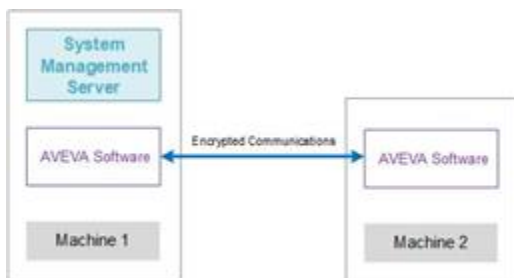 System
Management
Server
AVEVA Software
Encrypted Communications
AVEVA Software
Machine 1
Machine 2